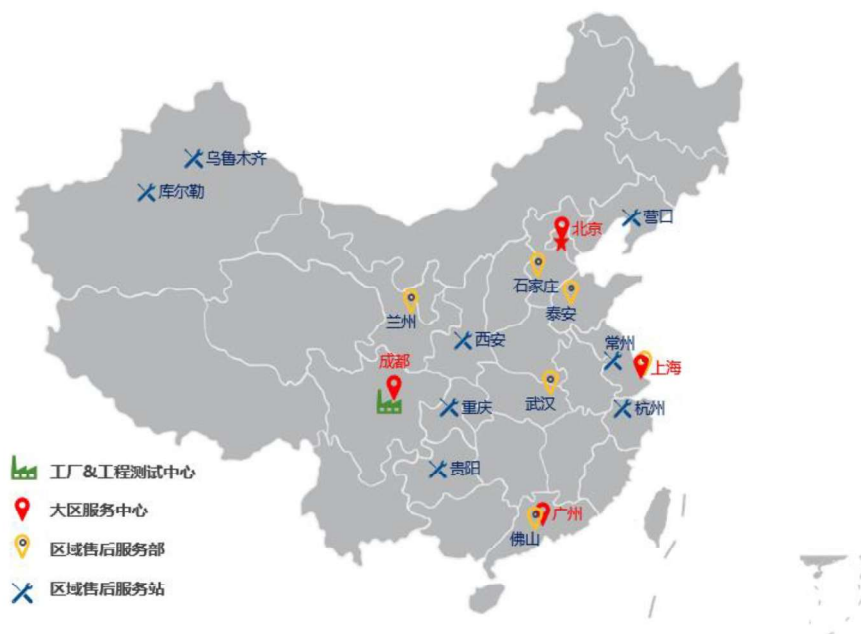 乌鲁木齐
库尔勒
营口
北京
石家庄
泰安
兰州
西安
常州
成都
上海
武汉
重庆
杭州
贵阳
广州
佛山
工厂&工程测试中心
大区服务中心
区域售后服务部
区域售后服务站